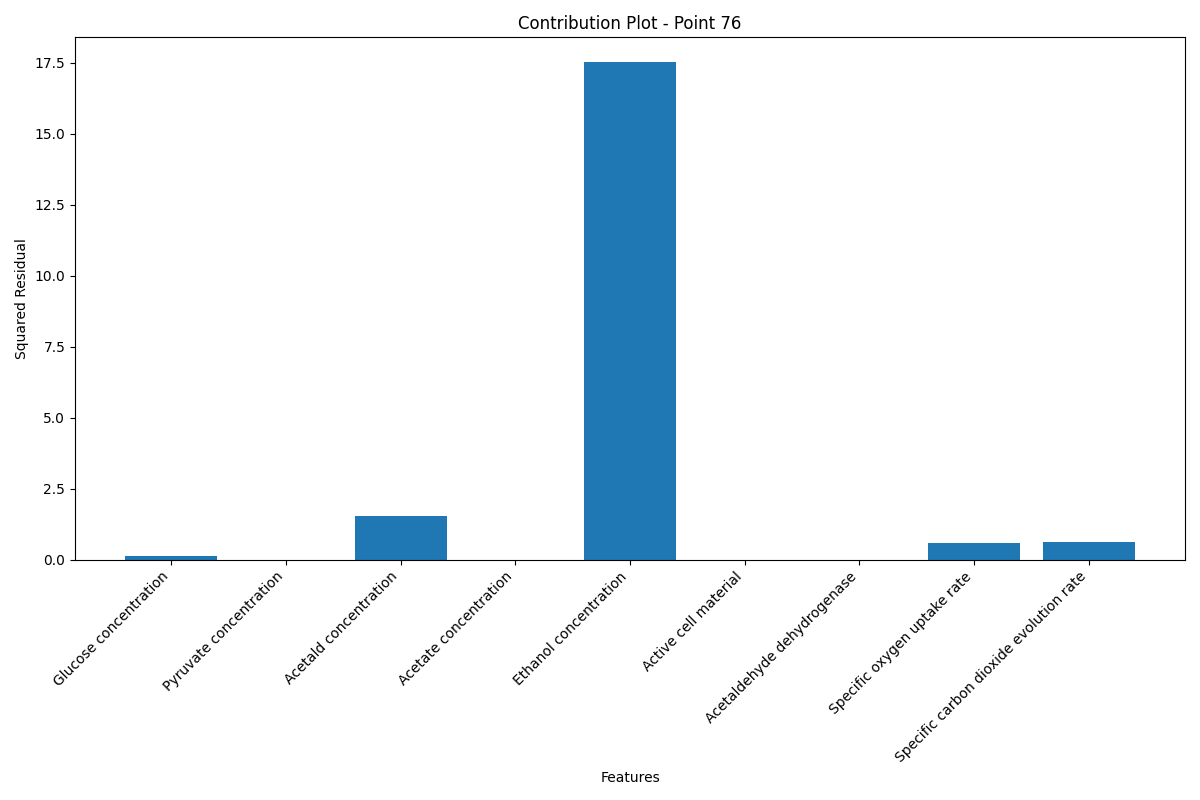 Contribution Plot - Point 76
Squared Residual
17.5
15.0
12.5
10.0
7.5
5.0
2.5
0.0
Glucose concentration
Pyruvate concentration
Acetald concentration
Acetate concentration
Ethanol concentration
Active cell material
Acetaldehyde dehydrogenase
Specific oxygen uptake rate
Specific carbon dioxide evolution rate
Features